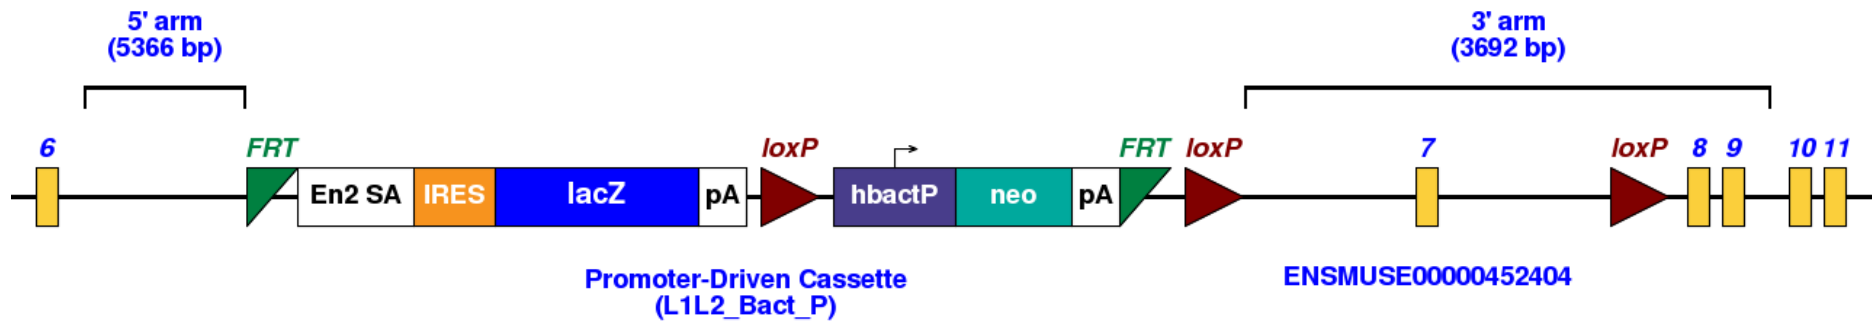 5' arm
(5366 bp)
3' arm
(3692 bp)
6 FRT loxP FRT loxP 7 loxP 8 9 10 11
En2 SA IRES lacZ pA hbactP neo pA
Promoter-Driven Cassette
(L1L2_Bact_P)
ENSMUSE00000452404